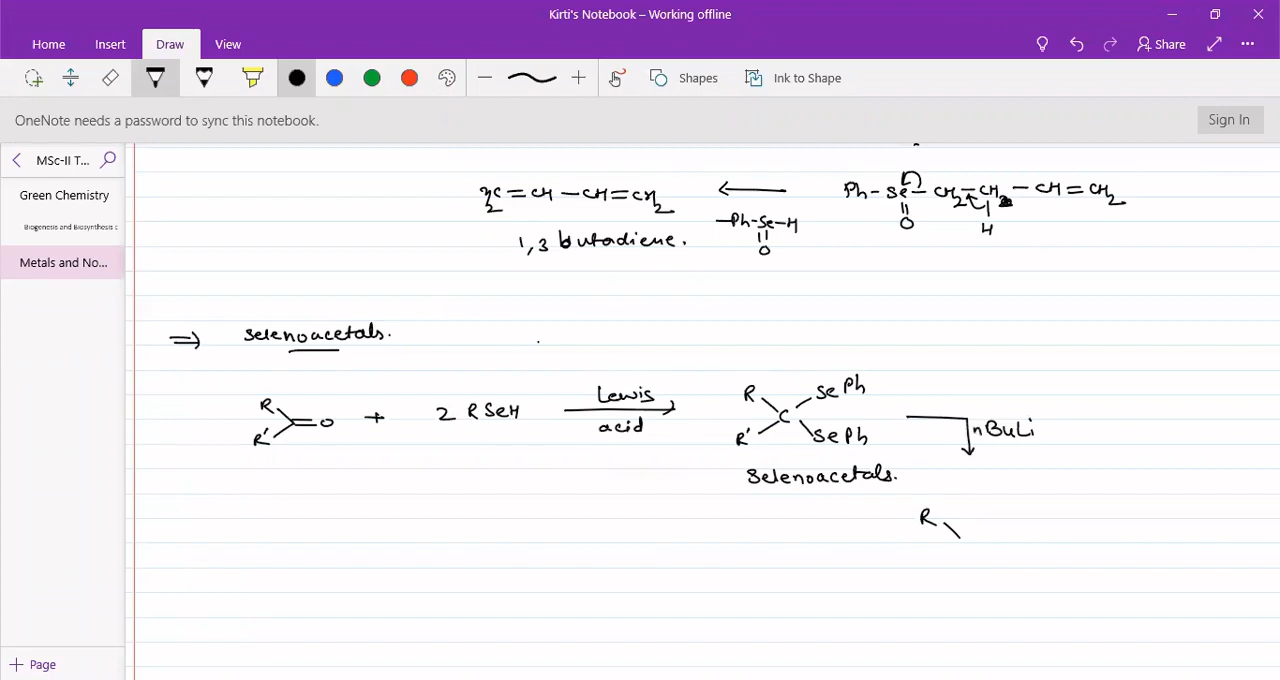 Kirti's Notebook – Working offline
Home Insert Draw View
Share
Shapes Ink to Shape
OneNote needs a password to sync this notebook. Sign In
MSc-II T...
Green Chemistry
Biogenesis and Biosynthesis c
Metals and No...
Page
H2C=CH—CH=CH2 ← Ph—Se—CH2—CH2—CH=CH2
—Ph-Se-H
O
O
H
1,3 butadiene.
⇒ Selenoacetals.
R R' =O + 2 RSeH Lewis acid → R R' C SePh SePh nBuLi
Selenoacetals.
R